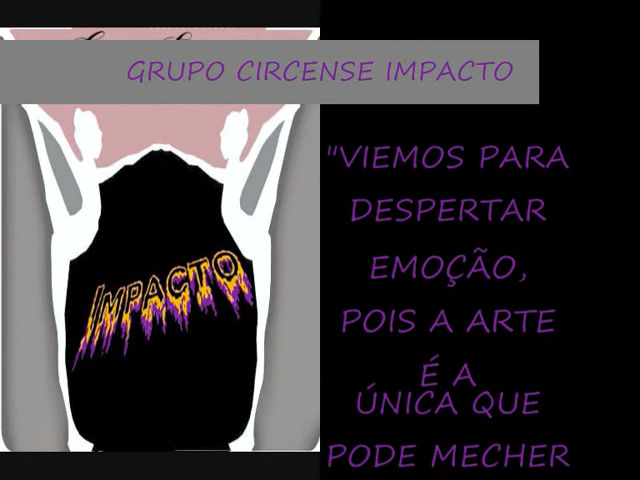 GRUPO CIRCENSE IMPACTO
IMPACTO
"VIEMOS PARA
DESPERTAR
EMOÇÃO,
POIS A ARTE
É A
ÚNICA QUE
PODE MECHER